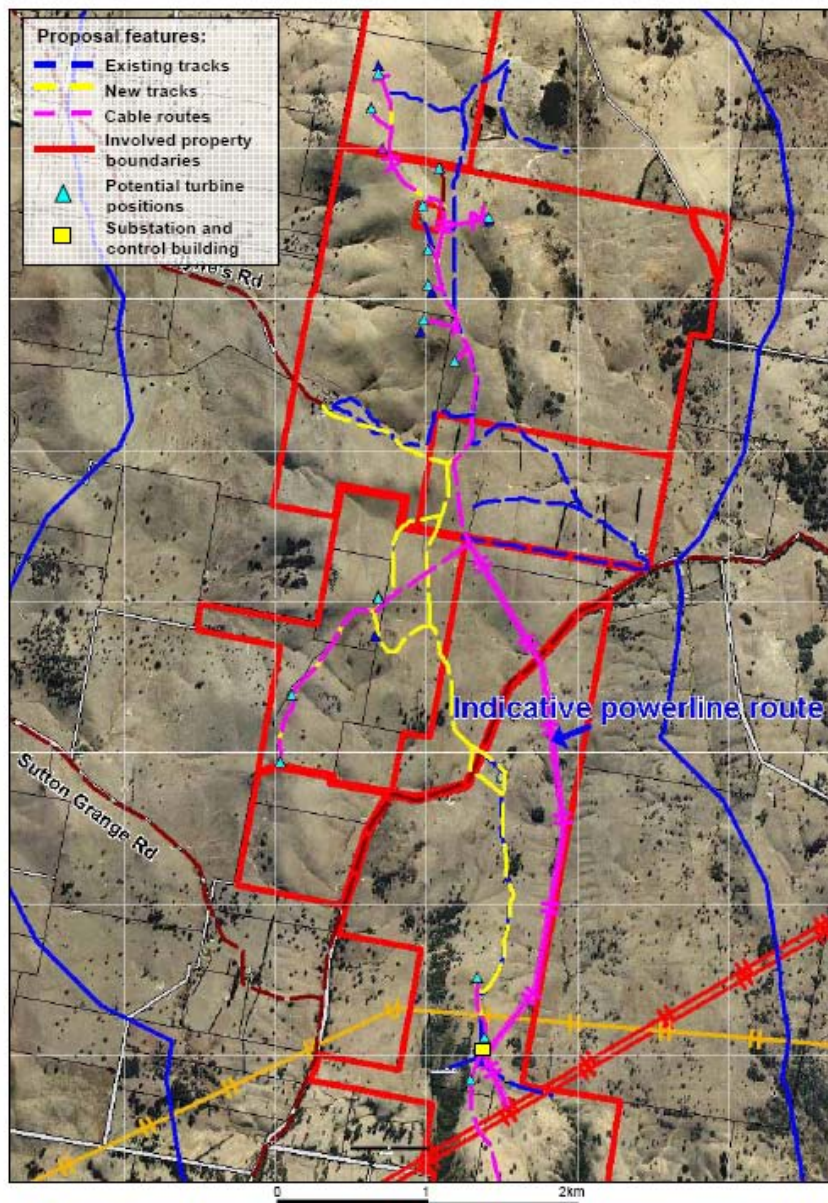 Proposal features:
Existing tracks
New tracks
Cable routes
Involved property
boundaries
Potential turbine
positions
Substation and
control building
Rd
Indicative powerline route
Sutton Grange Rd
0 1 2km